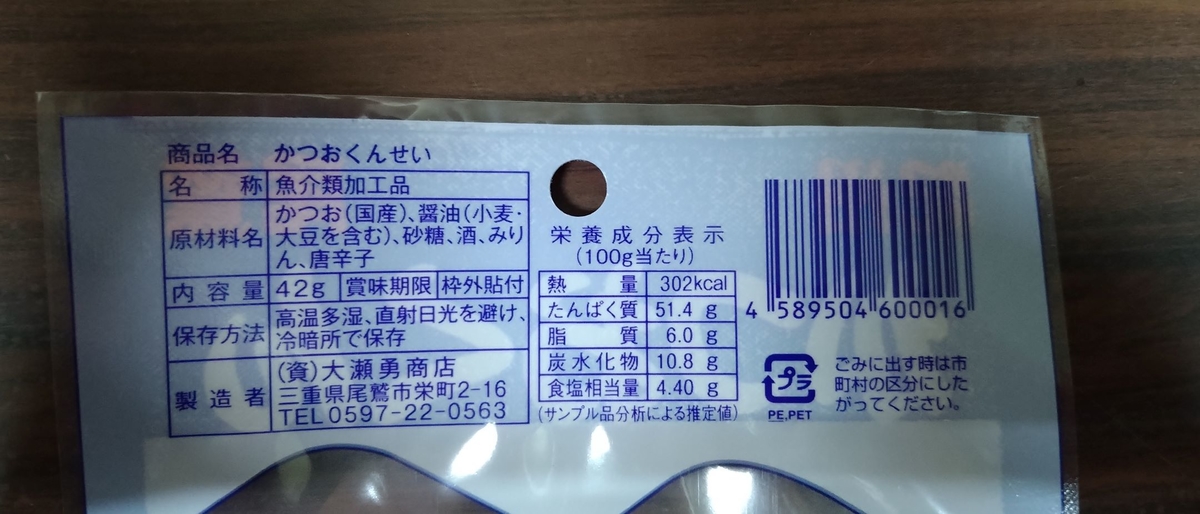 商品名 かつおくんせい
名称 魚介類加工品
原材料名 かつお(国産)、醤油(小麦・
大豆を含む)、砂糖、酒、みり
ん、唐辛子
内容量 42g 賞味期限 枠外貼付
保存方法 高温多湿、直射日光を避け、
冷暗所で保存
製造者 (資)大瀬勇商店
三重県尾鷲市栄町2-16
TEL0597-22-0563
栄養成分表示
(100g当たり)
熱量 302kcal
たんぱく質 51.4 g
脂質 6.0 g
炭水化物 10.8 g
食塩相当量 4.40 g
(サンプル品分析による推定値)
4 589504 600016
プラ
PE,PET
ごみに出す時は市
町村の区分にした
がってください。